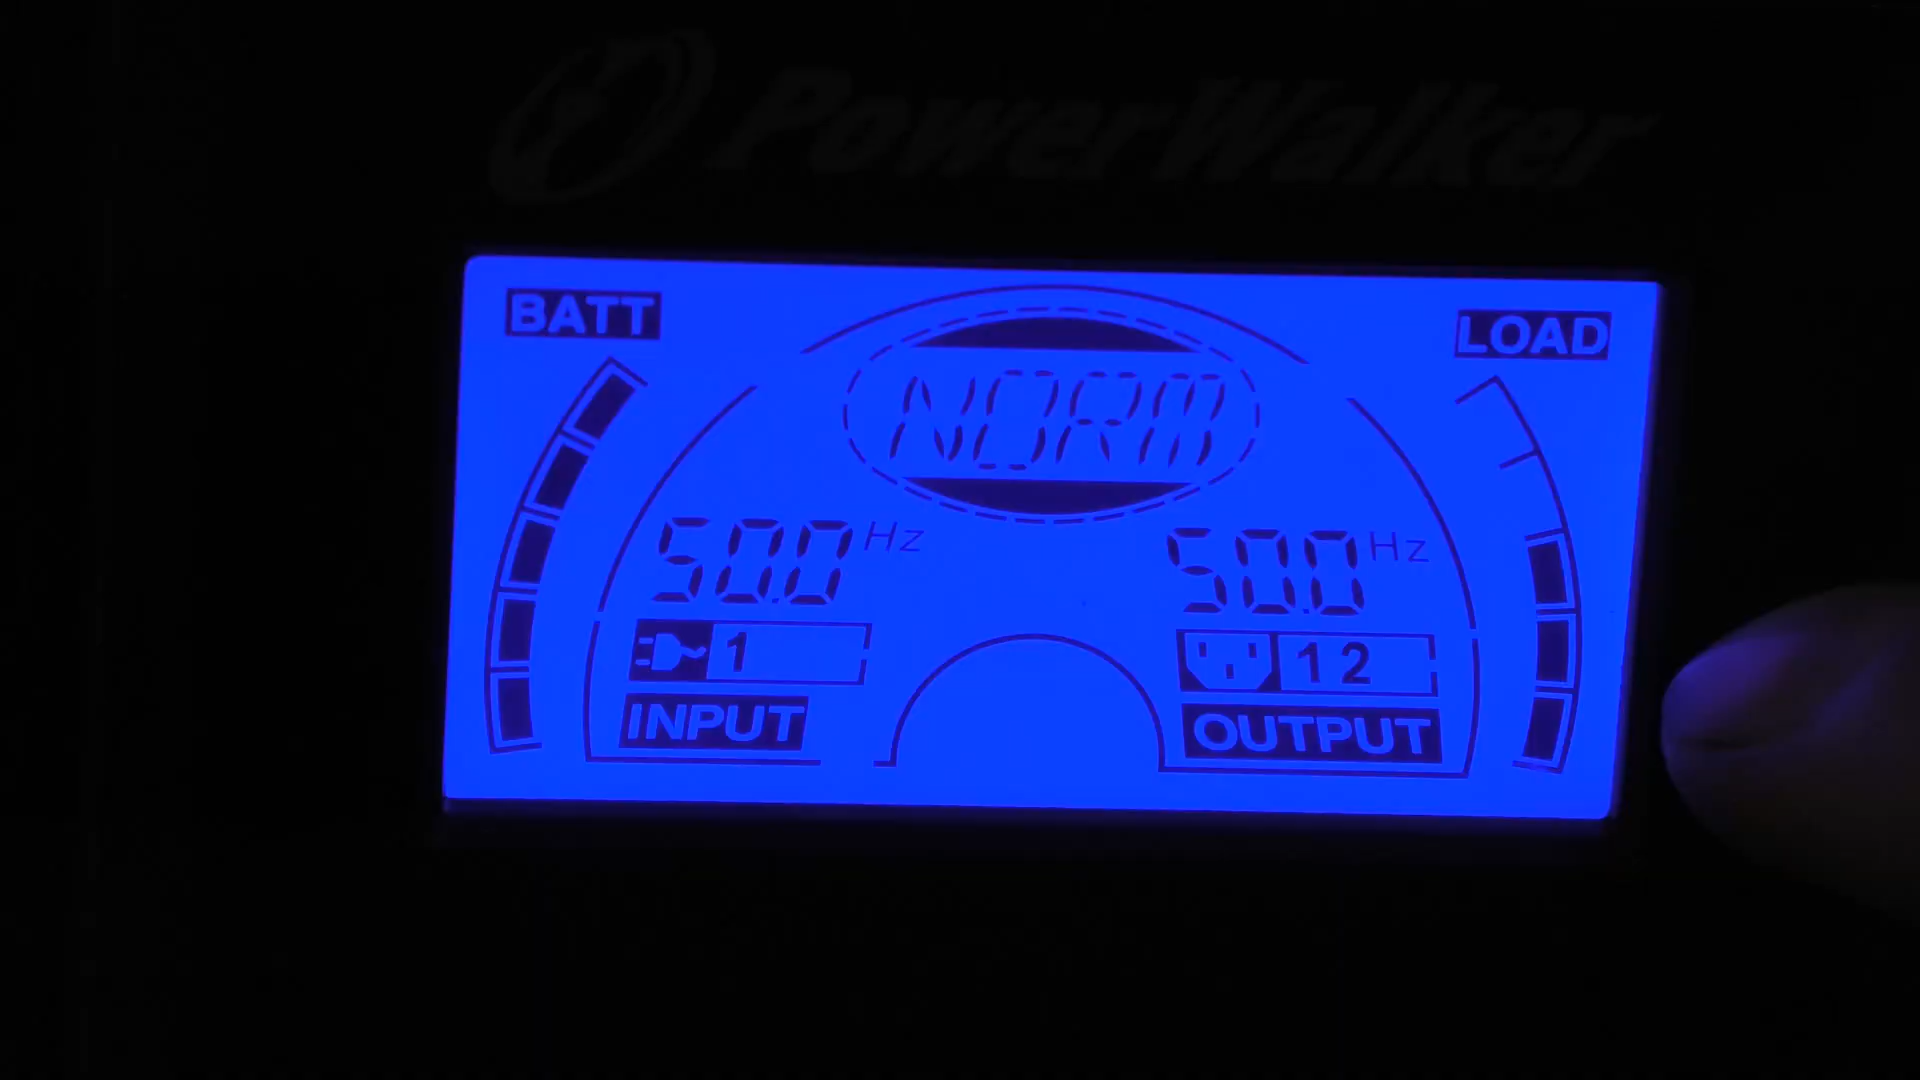 PowerWalker
BATT
LOAD
NORM
50.0 Hz
50.0 Hz
1
12
INPUT
OUTPUT